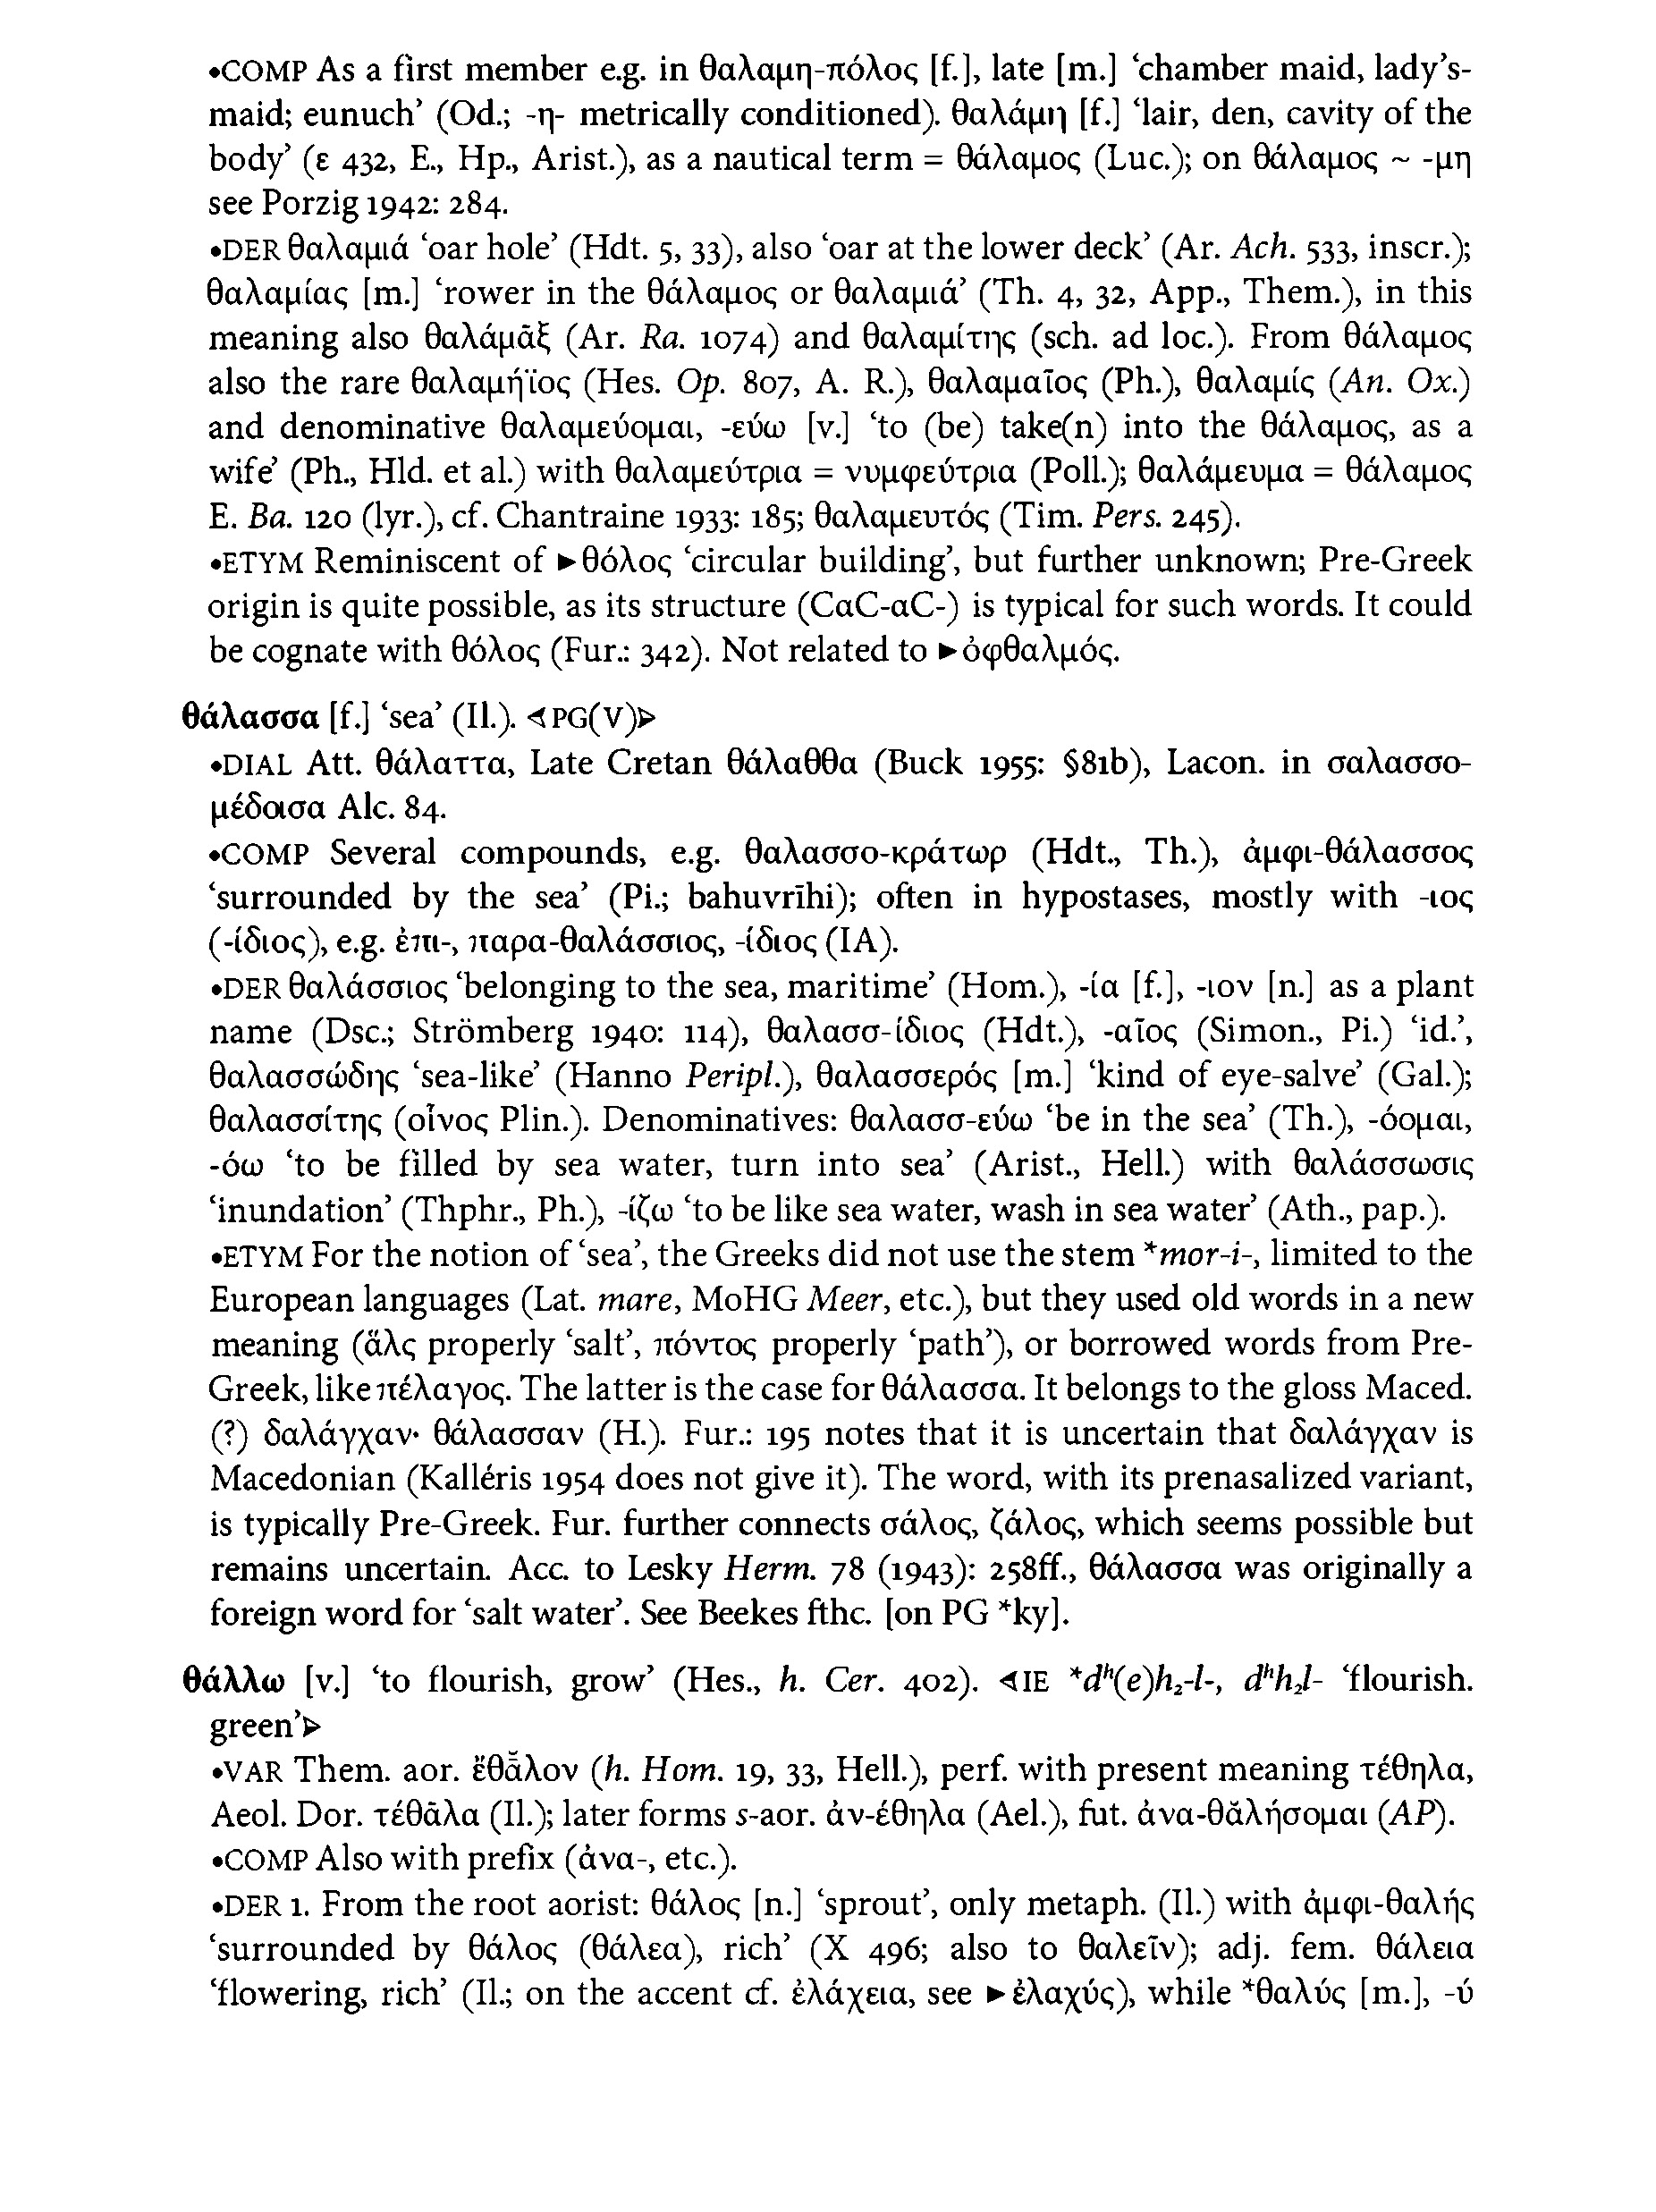 •COMP As a first member e.g. in θαλαμη-πόλος [f.], late [m.] ‘chamber maid, lady’s-
maid; eunuch’ (Od.; -η- metrically conditioned). θαλάμη [f.] ‘lair, den, cavity of the
body’ (ε 432, E., Hp., Arist.), as a nautical term = θάλαμος (Luc.); on θάλαμος ~ -μη
see Porzig 1942: 284.
•DER θαλαμιά ‘oar hole’ (Hdt. 5, 33), also ‘oar at the lower deck’ (Ar. Ach. 533, inscr.);
θαλαμίας [m.] ‘rower in the θάλαμος or θαλαμιά’ (Th. 4, 32, App., Them.), in this
meaning also θαλάμᾱξ (Ar. Ra. 1074) and θαλαμίτης (sch. ad loc.). From θάλαμος
also the rare θαλαμήϊος (Hes. Op. 807, A. R.), θαλαμαῖος (Ph.), θαλαμίς (An. Ox.)
and denominative θαλαμεύομαι, -εύω [v.] ‘to (be) take(n) into the θάλαμος, as a
wife’ (Ph., Hld. et al.) with θαλαμεύτρια = νυμφεύτρια (Poll.); θαλάμευμα = θάλαμος
E. Ba. 120 (lyr.), cf. Chantraine 1933: 185; θαλαμευτός (Tim. Pers. 245).
•ETYM Reminiscent of ►θόλος ‘circular building’, but further unknown; Pre-Greek
origin is quite possible, as its structure (CaC-aC-) is typical for such words. It could
be cognate with θόλος (Fur.: 342). Not related to ►ὀφθαλμός.
θάλασσα [f.] ‘sea’ (Il.). ⊲PG(V)⊳
•DIAL Att. θάλαττα, Late Cretan θάλαθθα (Buck 1955: §81b), Lacon. in σαλασσο-
μέδοισα Alc. 84.
•COMP Several compounds, e.g. θαλασσο-κράτωρ (Hdt., Th.), ἀμφι-θάλασσος
‘surrounded by the sea’ (Pi.; bahuvrīhi); often in hypostases, mostly with -ιος
(-ίδιος), e.g. ἐπι-, παρα-θαλάσσιος, -ίδιος (IA).
•DER θαλάσσιος ‘belonging to the sea, maritime’ (Hom.), -ία [f.], -ιον [n.] as a plant
name (Dsc.; Strömberg 1940: 114), θαλασσ-ίδιος (Hdt.), -αῖος (Simon., Pi.) ‘id.’,
θαλασσώδης ‘sea-like’ (Hanno Peripl.), θαλασσερός [m.] ‘kind of eye-salve’ (Gal.);
θαλασσίτης (οἶνος Plin.). Denominatives: θαλασσ-εύω ‘be in the sea’ (Th.), -όομαι,
-όω ‘to be filled by sea water, turn into sea’ (Arist., Hell.) with θαλάσσωσις
‘inundation’ (Thphr., Ph.), -ίζω ‘to be like sea water, wash in sea water’ (Ath., pap.).
•ETYM For the notion of ‘sea’, the Greeks did not use the stem *mor-i-, limited to the
European languages (Lat. mare, MoHG Meer, etc.), but they used old words in a new
meaning (ἅλς properly ‘salt’, πόντος properly ‘path’), or borrowed words from Pre-
Greek, like πέλαγος. The latter is the case for θάλασσα. It belongs to the gloss Maced.
(?) δαλάγχαν· θάλασσαν (H.). Fur.: 195 notes that it is uncertain that δαλάγχαν is
Macedonian (Kalléris 1954 does not give it). The word, with its prenasalized variant,
is typically Pre-Greek. Fur. further connects σάλος, ζάλος, which seems possible but
remains uncertain. Acc. to Lesky Herm. 78 (1943): 258ff., θάλασσα was originally a
foreign word for ‘salt water’. See Beekes fthc. [on PG *ky].
θάλλω [v.] ‘to flourish, grow’ (Hes., h. Cer. 402). ⊲IE *dʰ(e)h₂-l-, dʰh₂l- ‘flourish.
green’⊳
•VAR Them. aor. ἔθᾰλον (h. Hom. 19, 33, Hell.), perf. with present meaning τέθηλα,
Aeol. Dor. τέθᾱλα (Il.); later forms s-aor. ἀν-έθηλα (Ael.), fut. ἀνα-θᾰλήσομαι (AP).
•COMP Also with prefix (ἀνα-, etc.).
•DER 1. From the root aorist: θάλος [n.] ‘sprout’, only metaph. (Il.) with ἀμφι-θαλής
‘surrounded by θάλος (θάλεα), rich’ (X 496; also to θαλεῖν); adj. fem. θάλεια
‘flowering, rich’ (Il.; on the accent cf. ἐλάχεια, see ►ἐλαχύς), while *θαλύς [m.], -ύ